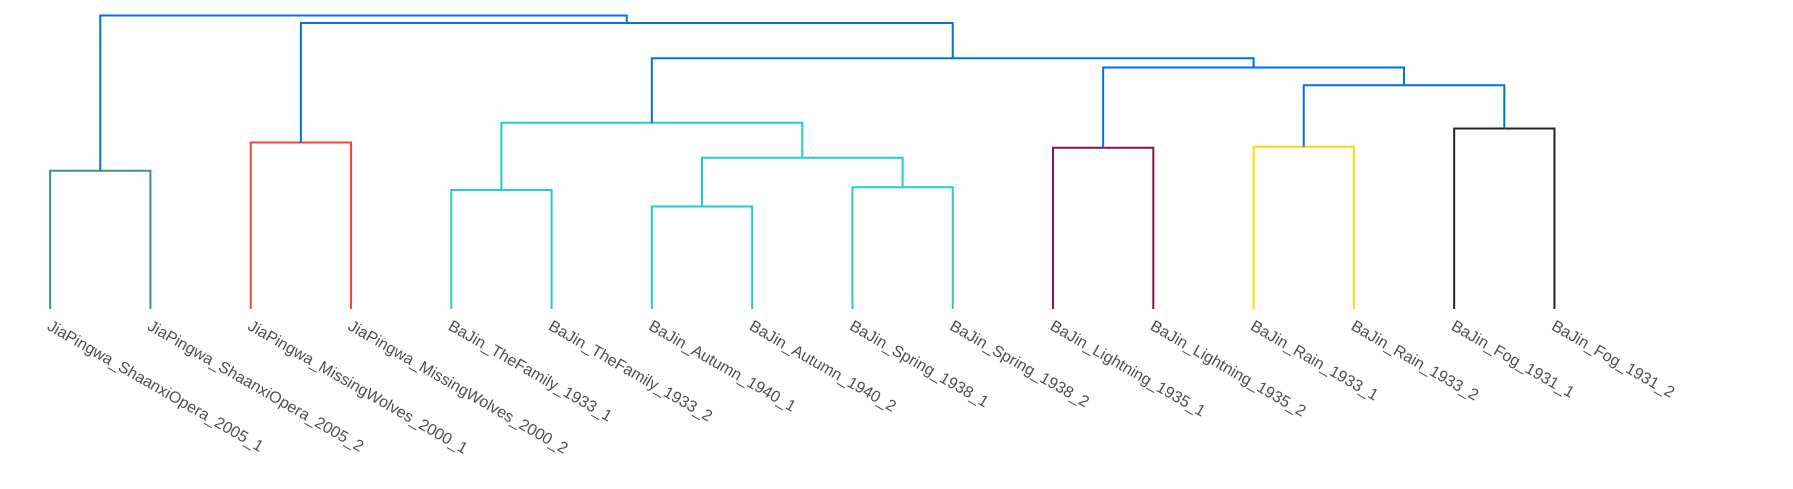 JiaPingwa_ShaanxiOpera_2005_1
JiaPingwa_ShaanxiOpera_2005_2
JiaPingwa_MissingWolves_2000_1
JiaPingwa_MissingWolves_2000_2
BaJin_TheFamily_1933_1
BaJin_TheFamily_1933_2
BaJin_Autumn_1940_1
BaJin_Autumn_1940_2
BaJin_Spring_1938_1
BaJin_Spring_1938_2
BaJin_Lightning_1935_1
BaJin_Lightning_1935_2
BaJin_Rain_1933_1
BaJin_Rain_1933_2
BaJin_Fog_1931_1
BaJin_Fog_1931_2